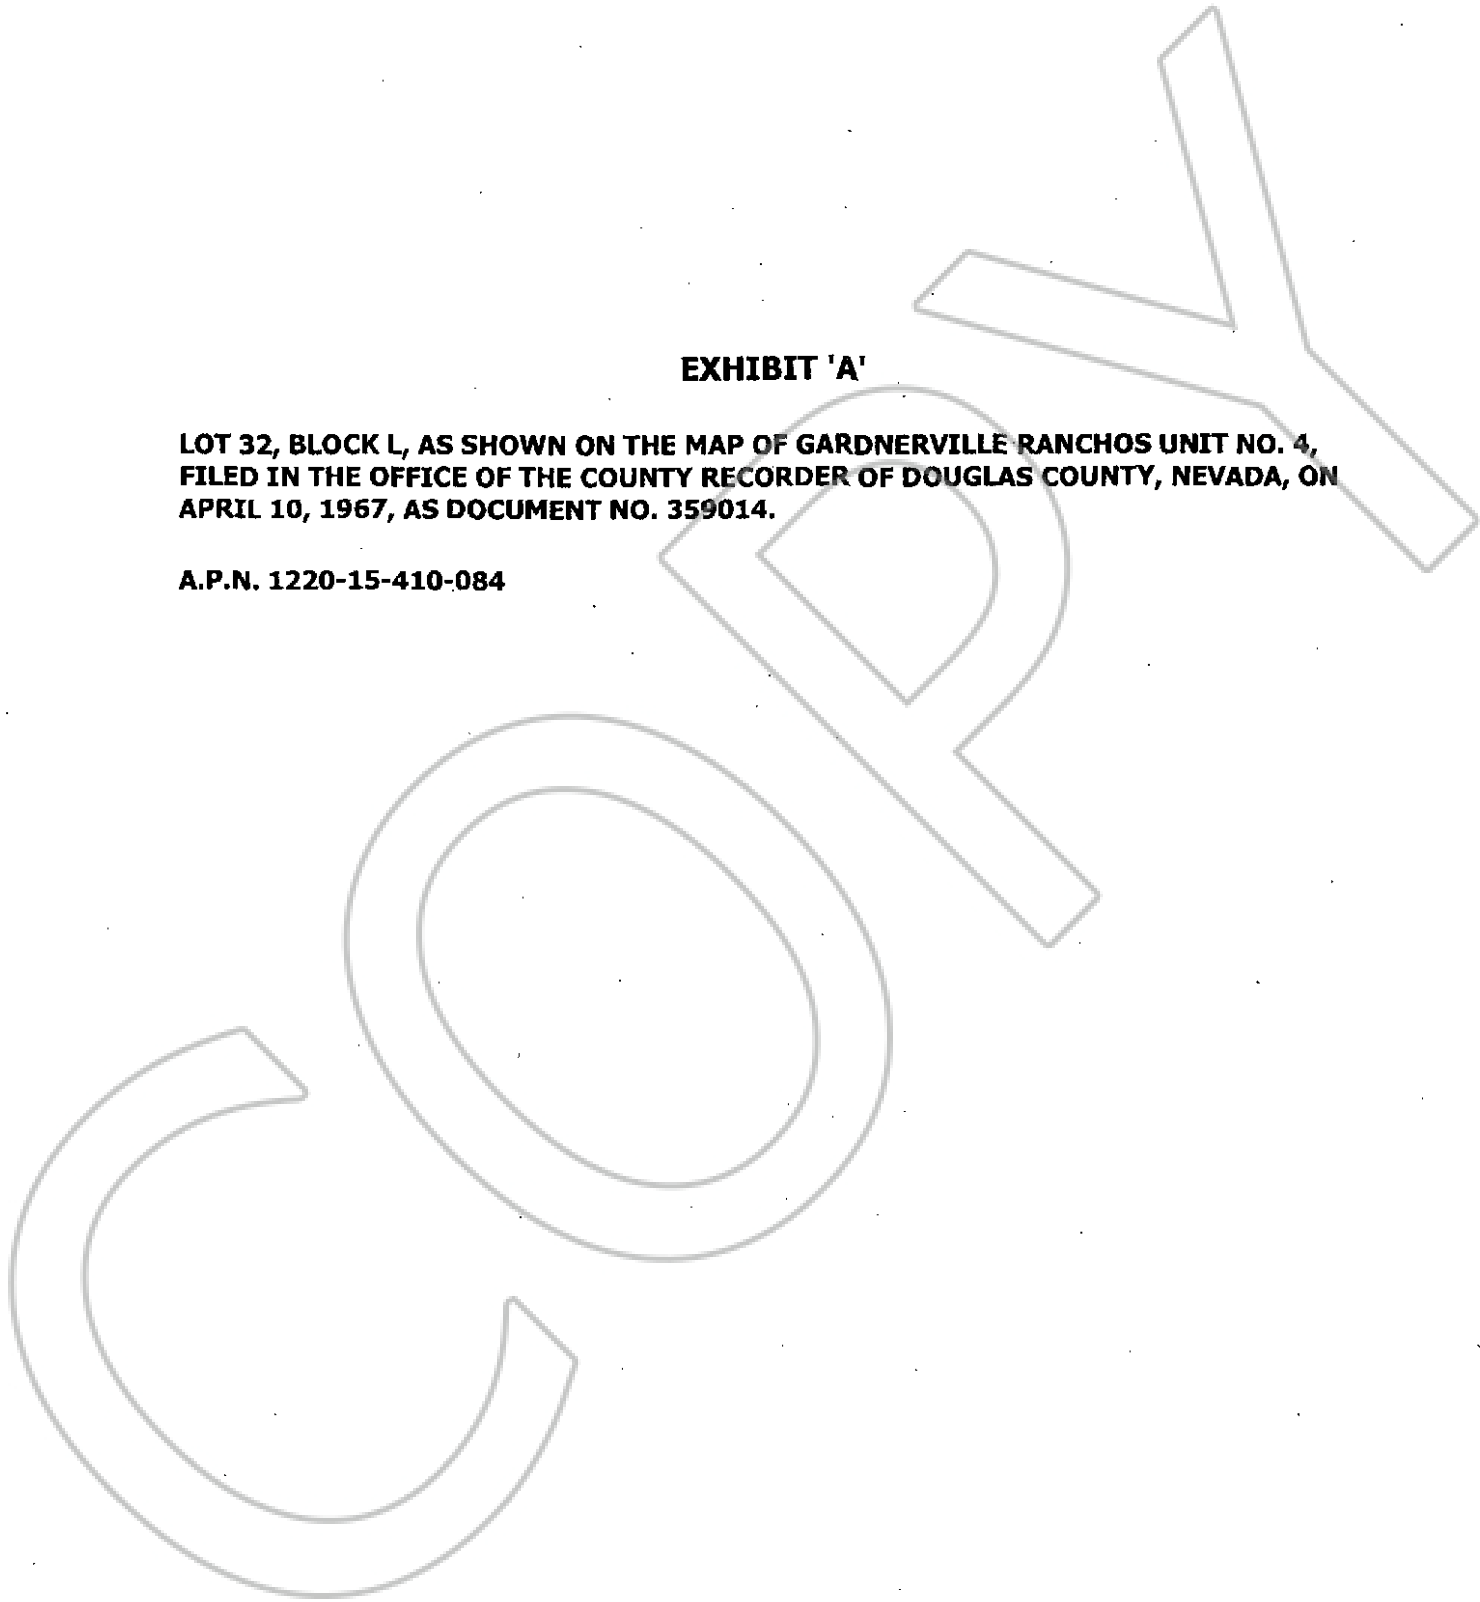 EXHIBIT 'A'
LOT 32, BLOCK L, AS SHOWN ON THE MAP OF GARDNERVILLE RANCHOS UNIT NO. 4,
FILED IN THE OFFICE OF THE COUNTY RECORDER OF DOUGLAS COUNTY, NEVADA, ON
APRIL 10, 1967, AS DOCUMENT NO. 359014.
A.P.N. 1220-15-410-084
COPY